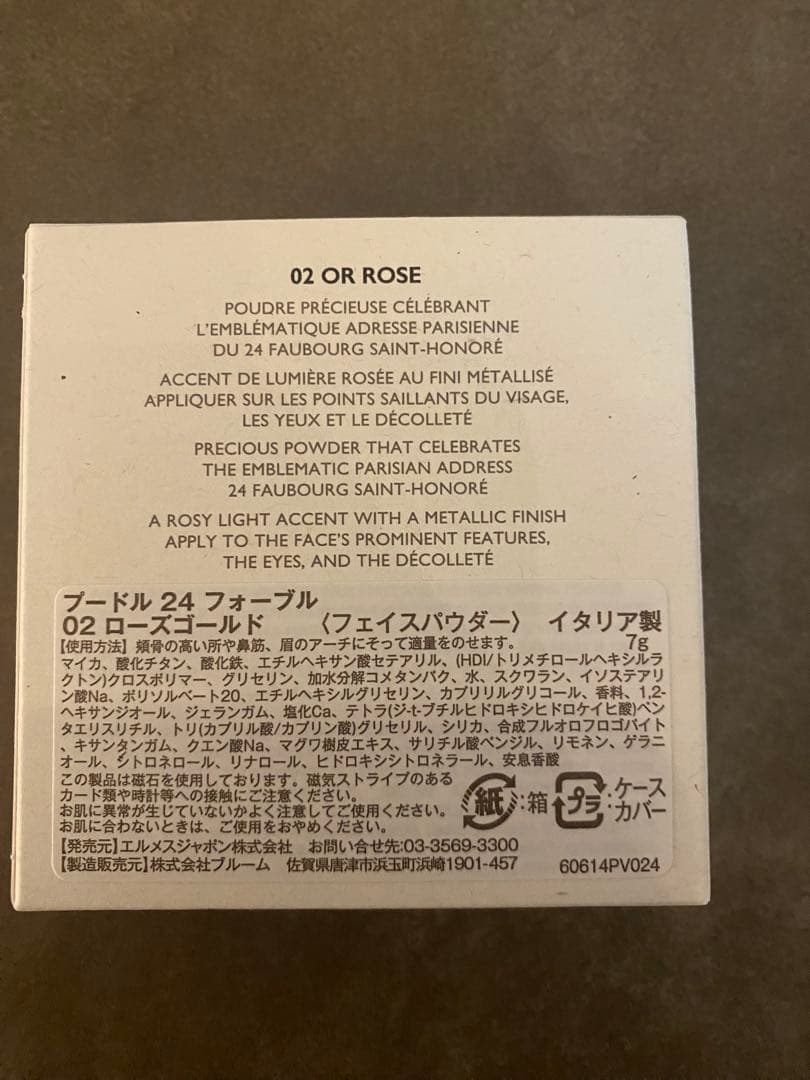 02 OR ROSE
POUDRE PRÉCIEUSE CÉLÉBRANT
L'EMBLÉMATIQUE ADRESSE PARISIENNE
DU 24 FAUBOURG SAINT-HONORÉ
ACCENT DE LUMIÈRE ROSÉE AU FINI MÉTALLISÉ
APPLIQUER SUR LES POINTS SAILLANTS DU VISAGE,
LES YEUX ET LE DÉCOLLETÉ
PRECIOUS POWDER THAT CELEBRATES
THE EMBLEMATIC PARISIAN ADDRESS
24 FAUBOURG SAINT-HONORÉ
A ROSY LIGHT ACCENT WITH A METALLIC FINISH
APPLY TO THE FACE'S PROMINENT FEATURES,
THE EYES, AND THE DÉCOLLETÉ
プードル 24 フォーブル
02 ローズゴールド 〈フェイスパウダー〉 イタリア製
【使用方法】頬骨の高い所や鼻筋、眉のアーチにそって適量をのせます。 7g
マイカ、酸化チタン、酸化鉄、エチルヘキサン酸セテアリル、(HDI/トリメチロールヘキシルラ
クトン)クロスポリマー、グリセリン、加水分解コメタンパク、水、スクワラン、イソステアリ
ン酸Na、ポリソルベート20、エチルヘキシルグリセリン、カプリリルグリコール、香料、1,2-
ヘキサンジオール、ジェランガム、塩化Ca、テトラ(ジ-t-ブチルヒドロキシヒドロケイヒ酸)ペン
タエリスリチル、トリ(カプリル酸/カプリン酸)グリセリル、シリカ、合成フルオロフロゴパイト
、キサンタンガム、クエン酸Na、マグワ樹皮エキス、サリチル酸ベンジル、リモネン、ゲラニ
オール、シトロネロール、リナロール、ヒドロキシシトロネラール、安息香酸
この製品は磁石を使用しております。磁気ストライプのある
カード類や時計等への接触にご注意ください。
お肌に異常が生じていないかよく注意してご使用ください。
お肌に合わないときは、ご使用をおやめください。
紙:箱 プラ:ケース
カバー
【発売元】エルメスジャポン株式会社 お問い合せ先:03-3569-3300
【製造販売元】株式会社ブルーム 佐賀県唐津市浜玉町浜崎1901-457 60614PV024